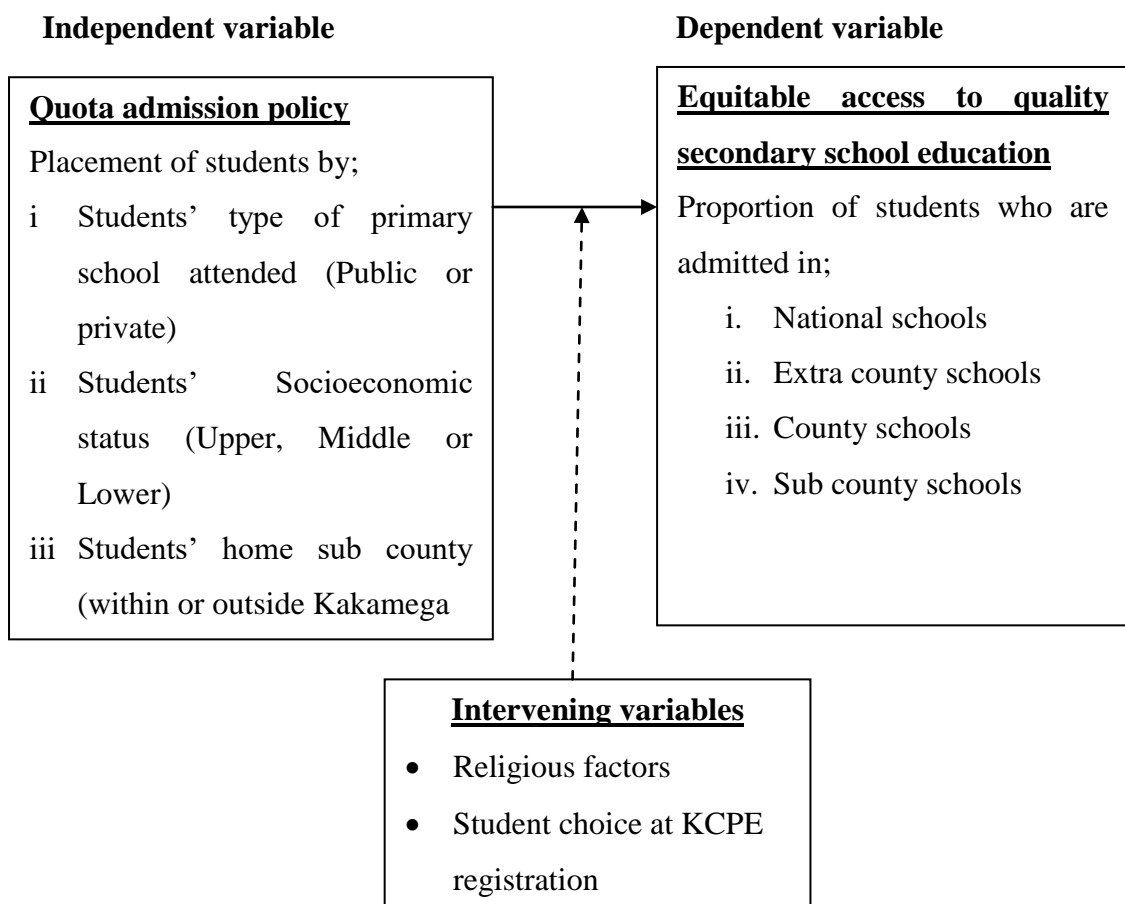 Independent variable
Dependent variable
Quota admission policy
Placement of students by;
i Students’ type of primary
school attended (Public or
private)
ii Students’ Socioeconomic
status (Upper, Middle or
Lower)
iii Students’ home sub county
(within or outside Kakamega
Equitable access to quality
secondary school education
Proportion of students who are
admitted in;
i. National schools
ii. Extra county schools
iii. County schools
iv. Sub county schools
Intervening variables
• Religious factors
• Student choice at KCPE
registration